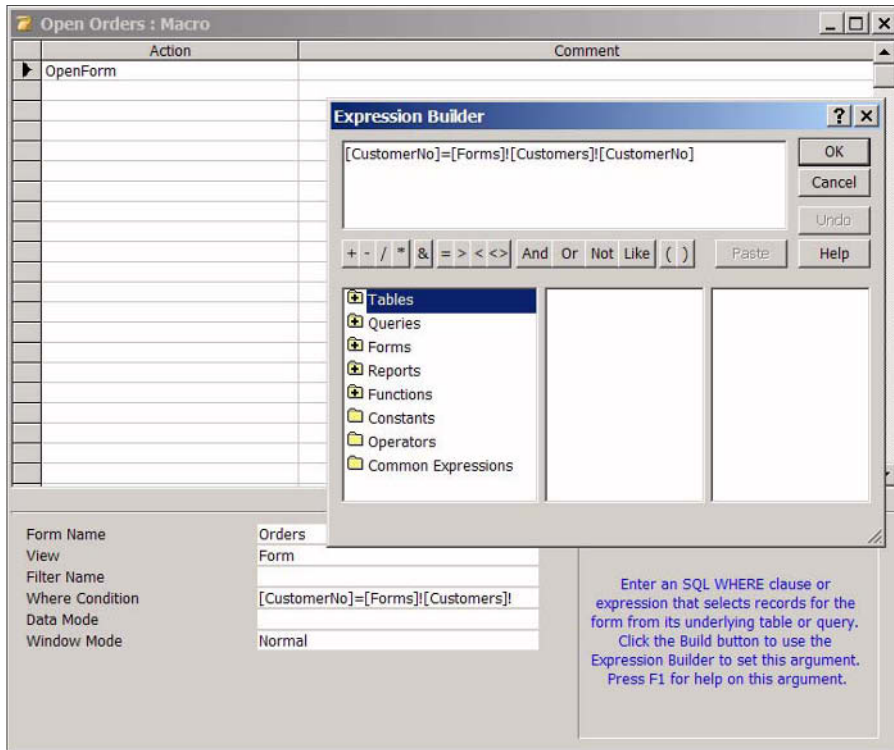 Open Orders : Macro
Action Comment
OpenForm
Expression Builder
[CustomerNo]=[Forms]![Customers]![CustomerNo]
OK
Cancel
Undo
+ - / * & = > < <> And Or Not Like ( ) Paste Help
Tables
Queries
Forms
Reports
Functions
Constants
Operators
Common Expressions
Form Name Orders
View Form
Filter Name
Where Condition [CustomerNo]=[Forms]![Customers]!
Data Mode
Window Mode Normal
Enter an SQL WHERE clause or
expression that selects records for the
form from its underlying table or query.
Click the Build button to use the
Expression Builder to set this argument.
Press F1 for help on this argument.